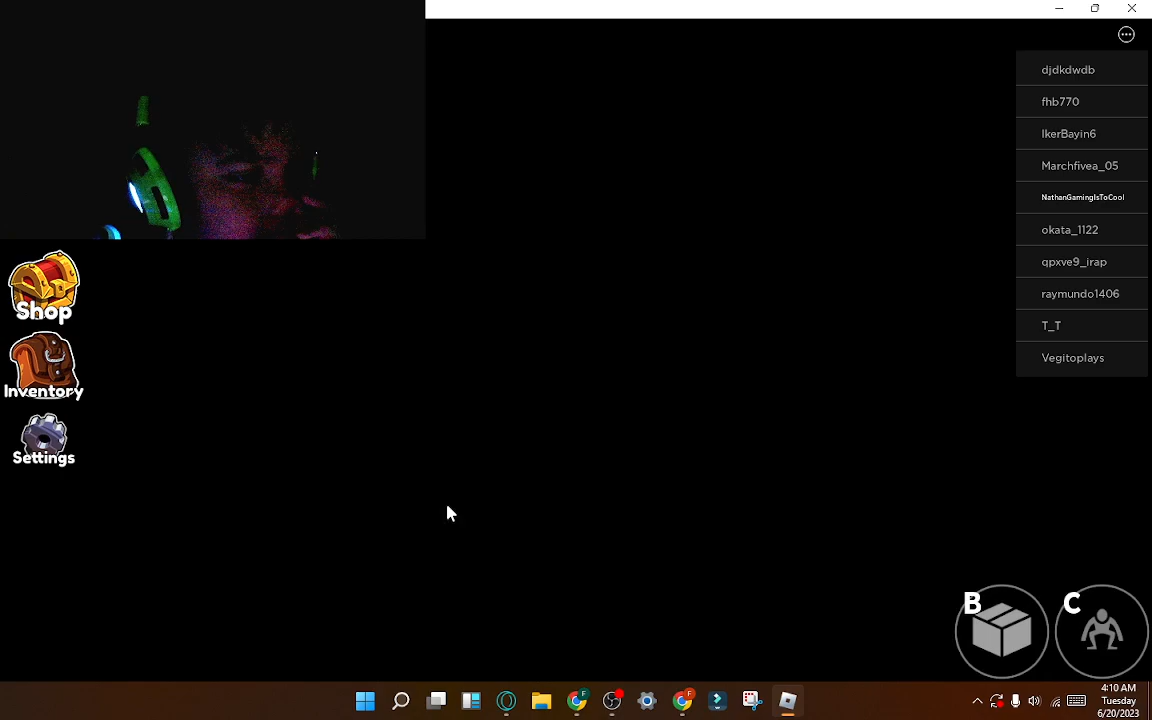 djdkdwdb
fhb770
IkerBayin6
Marchfivea_05
NathanGamingIsToCool
okata_1122
qpxve9_irap
raymundo1406
T_T
Vegitoplays
Shop
Inventory
Settings
B
C
F
F
4:10 AM
Tuesday
6/20/2023